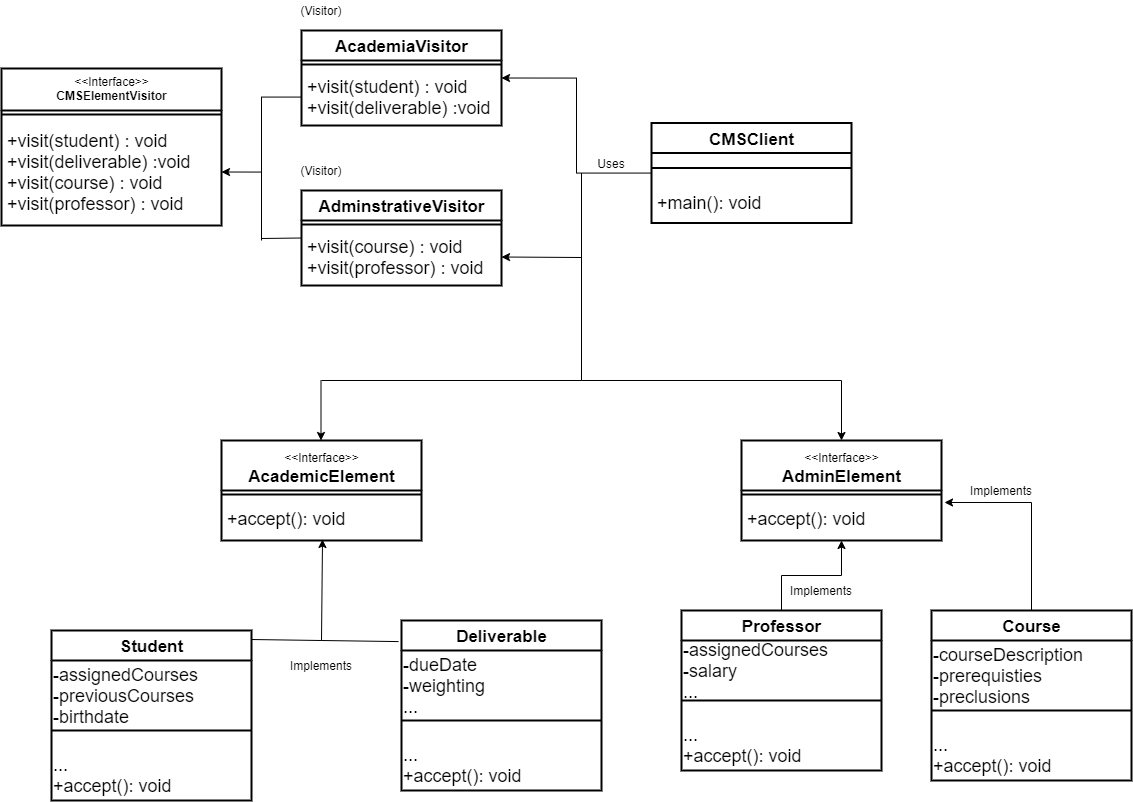 (Visitor)
AcademiaVisitor
+visit(student) : void
+visit(deliverable) :void
<<Interface>>
CMSElementVisitor
+visit(student) : void
+visit(deliverable) :void
+visit(course) : void
+visit(professor) : void
(Visitor)
AdminstrativeVisitor
+visit(course) : void
+visit(professor) : void
Uses
CMSClient
+main(): void
<<Interface>>
AcademicElement
+accept(): void
<<Interface>>
AdminElement
+accept(): void
Implements
Implements
Student
-assignedCourses
-previousCourses
-birthdate
...
+accept(): void
Implements
Deliverable
-dueDate
-weighting
...
...
+accept(): void
Professor
-assignedCourses
-salary
...
...
+accept(): void
Course
-courseDescription
-prerequisties
-preclusions
...
+accept(): void